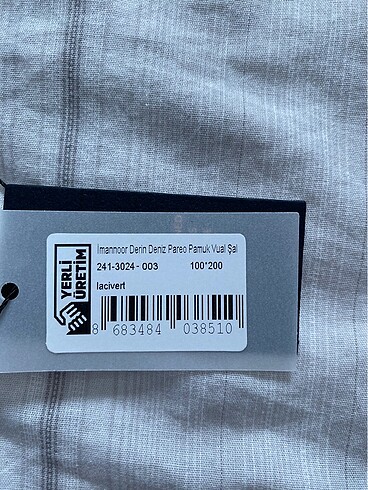 YERLİ
ÜRETİM
Imannoor Derin Deniz Pareo Pamuk Vual Şal
241-3024- 003 100*200
lacivert
8 683484 038510